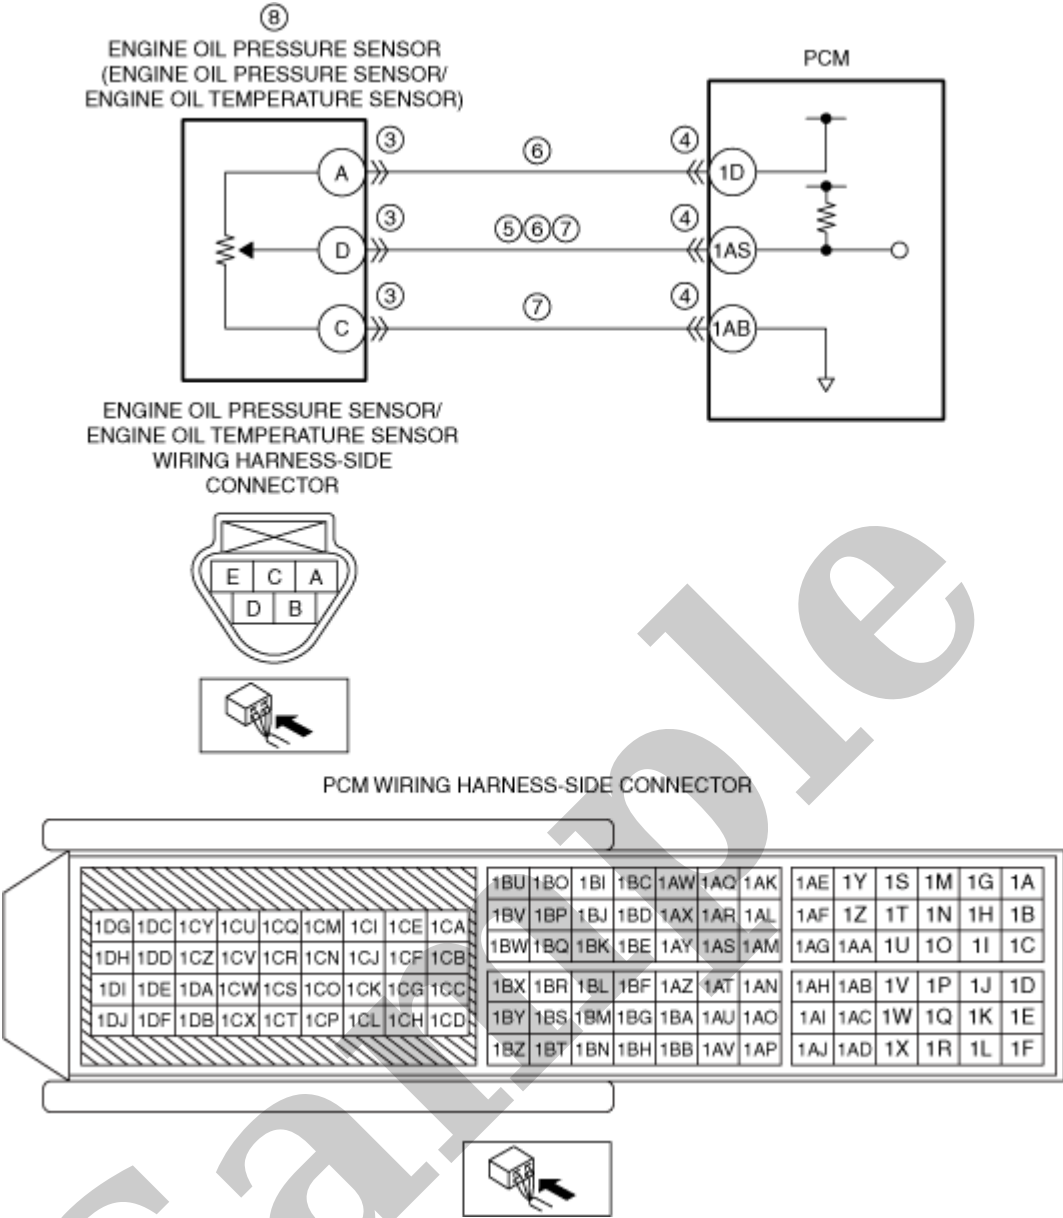 8
ENGINE OIL PRESSURE SENSOR
(ENGINE OIL PRESSURE SENSOR/
ENGINE OIL TEMPERATURE SENSOR)
PCM
A 3 6 4 1D
D 3 5 6 7 4 1AS
C 3 7 4 1AB
ENGINE OIL PRESSURE SENSOR/
ENGINE OIL TEMPERATURE SENSOR
WIRING HARNESS-SIDE
CONNECTOR
E C A
D B
PCM WIRING HARNESS-SIDE CONNECTOR
1BU 1BO 1BI 1BC 1AW 1AQ 1AK 1AE 1Y 1S 1M 1G 1A
1DG 1DC 1CY 1CU 1CQ 1CM 1CI 1CE 1CA 1BV 1BP 1BJ 1BD 1AX 1AR 1AL 1AF 1Z 1T 1N 1H 1B
1DH 1DD 1CZ 1CV 1CR 1CN 1CJ 1CF 1CB 1BW 1BQ 1BK 1BE 1AY 1AS 1AM 1AG 1AA 1U 1O 1I 1C
1DI 1DE 1DA 1CW 1CS 1CO 1CK 1CG 1CC 1BX 1BR 1BL 1BF 1AZ 1AT 1AN 1AH 1AB 1V 1P 1J 1D
1DJ 1DF 1DB 1CX 1CT 1CP 1CL 1CH 1CD 1BY 1BS 1BM 1BG 1BA 1AU 1AO 1AI 1AC 1W 1Q 1K 1E
1BZ 1BT 1BN 1BH 1BB 1AV 1AP 1AJ 1AD 1X 1R 1L 1F
Sample